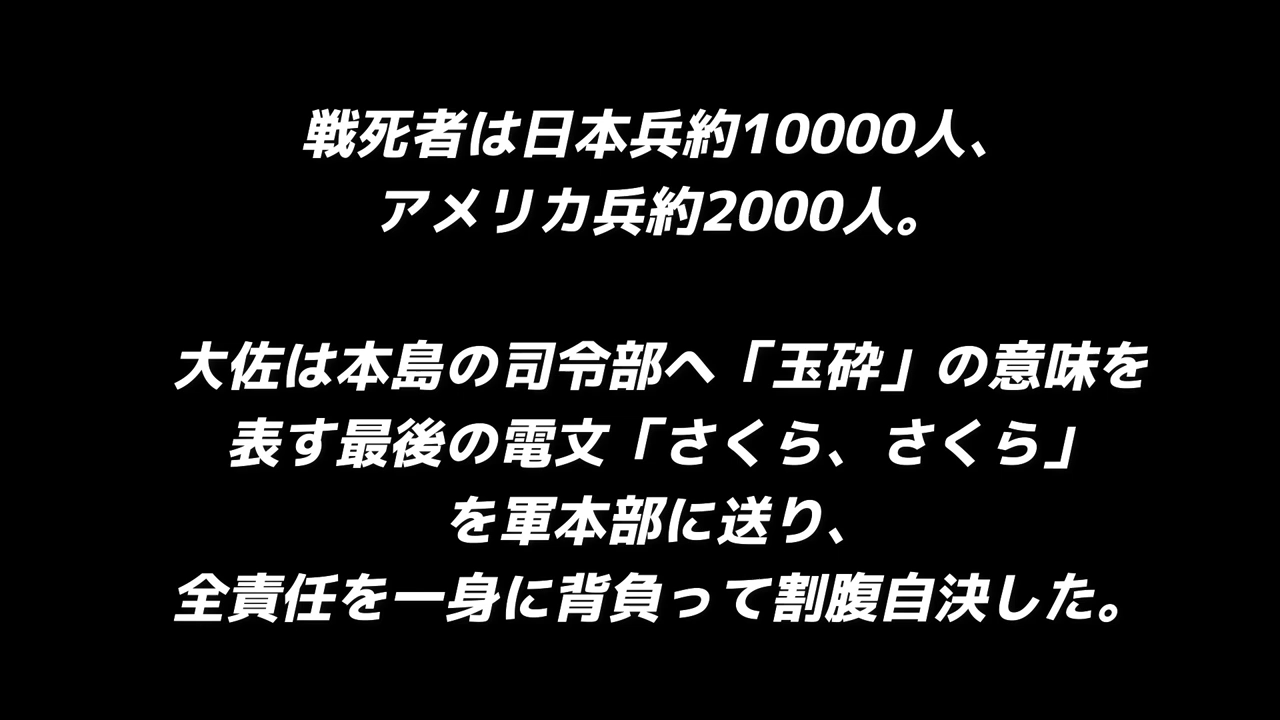 戦死者は日本兵約10000人、
アメリカ兵約2000人。
大佐は本島の司令部へ「玉砕」の意味を
表す最後の電文「さくら、さくら」
を軍本部に送り、
全責任を一身に背負って割腹自決した。